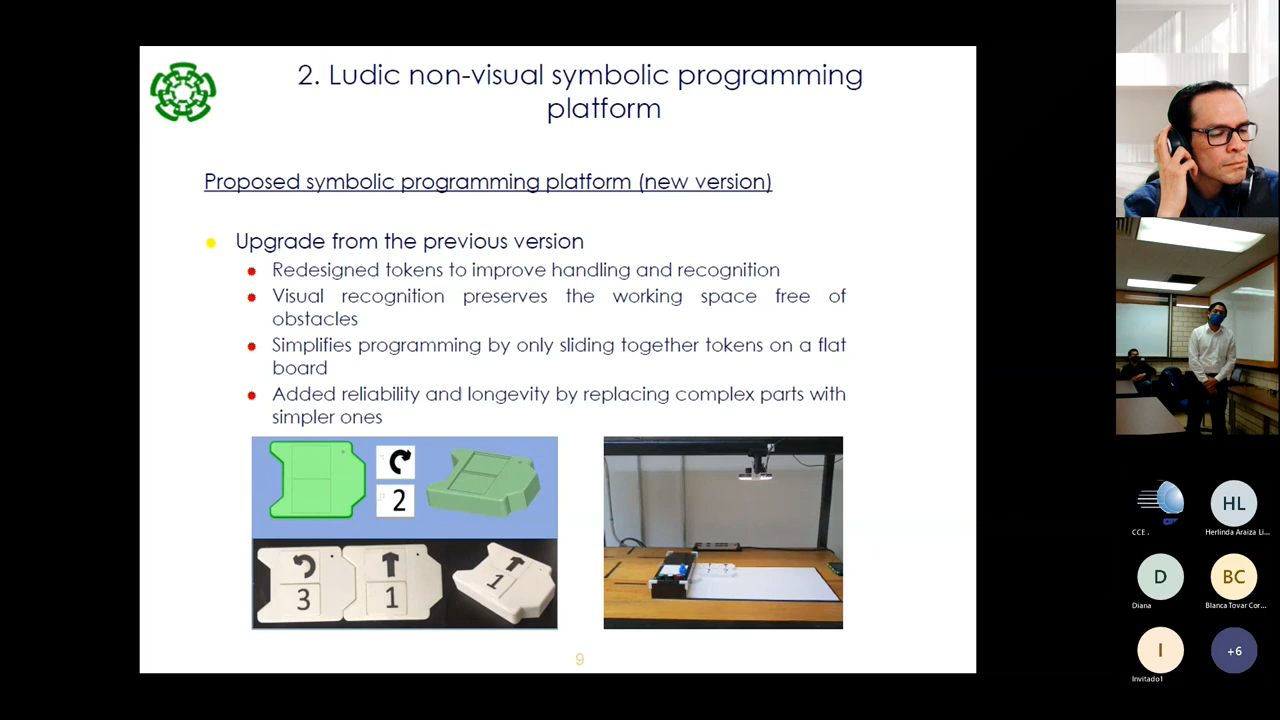 2. Ludic non-visual symbolic programming
platform
Proposed symbolic programming platform (new version)
Upgrade from the previous version
Redesigned tokens to improve handling and recognition
Visual recognition preserves the working space free of
obstacles
Simplifies programming by only sliding together tokens on a flat
board
Added reliability and longevity by replacing complex parts with
simpler ones
2
3
1
1
9
CCE .
HL
Herlinda Araiza Li...
D
Diana
BC
Blanca Tovar Cor...
I
Invitado1
+6